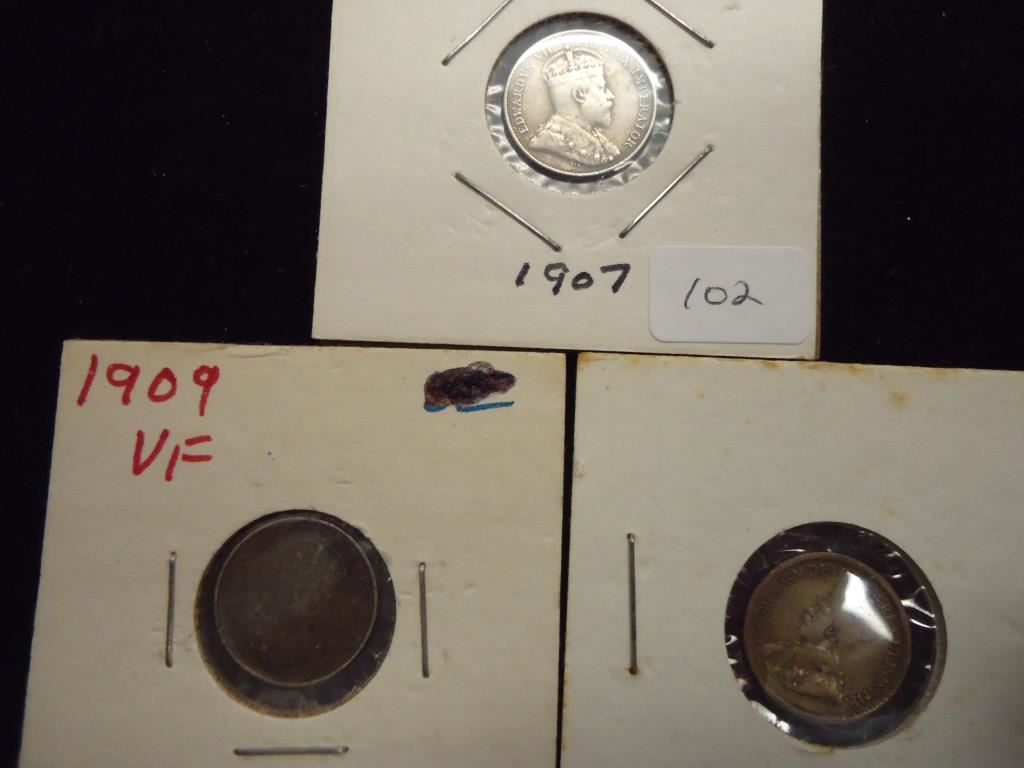 EDWARDVS VII REX IMPERATOR
1907
102
1909
VF